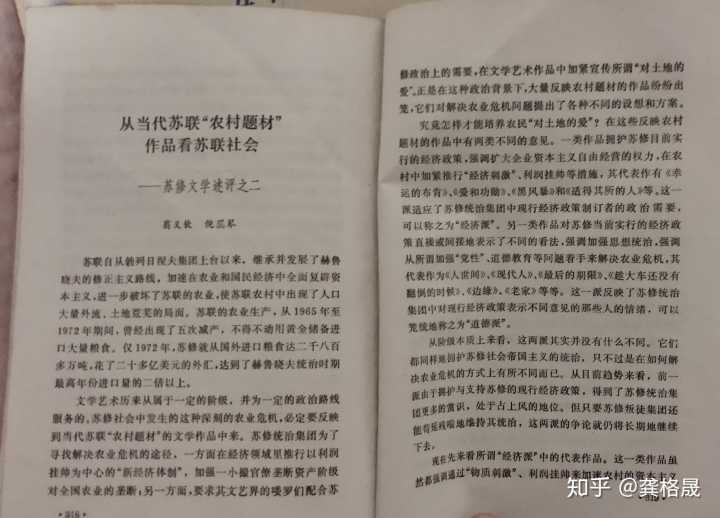 从当代苏联“农村题材”
作品看苏联社会
——苏修文学述评之二
葛义钦 倪蕊琴
苏联自从勃列日涅夫集团上台以来，继承并发展了赫鲁
晓夫的修正主义路线，加速在农业和国民经济中全面复辟资
本主义，进一步破坏了苏联的农业，使苏联农村中出现了人口
大量外流、土地荒芜的局面。苏联的农业生产，从1965年至
1972年期间，曾经出现了五次减产，不得不动用黄金储备进
口大量粮食。仅1972年，苏修就从国外进口粮食达二千八百
多万吨，花了二十多亿美元的外汇，达到了赫鲁晓夫统治时期
最高年份进口量的二倍以上。
文学艺术历来从属于一定的阶级，并为一定的政治路线
服务的。苏修社会中发生的这种深刻的农业危机，必定要反映
到当代苏联“农村题材”的文学作品中来。苏修统治集团为了
寻找解决农业危机的途径，一方面在经济领域里推行以利润
挂帅为中心的“新经济体制”，加强一小撮官僚垄断资产阶级
对全国农业的垄断；另一方面，要求其文艺界的喽罗们配合苏
修政治上的需要，在文学艺术作品中加紧宣传所谓“对土地的
爱”。正是在这种政治背景下，大量反映农村题材的作品纷纷出
笼，它们对解决农业危机问题提出了各种不同的设想和方案。
究竟怎样才能培养农民“对土地的爱”？在这些反映农村
题材的作品中有两类不同的意见。一类作品拥护苏修目前实
行的经济政策，强调扩大企业资本主义自由经营的权力，在农
村中加紧推行“经济刺激”、利润挂帅等措施，其代表作有《幸
运的布肯》、《爱和功勋》、《黑风暴》和《适得其所的人》等。这一
派适应了苏修统治集团中现行经济政策制订者的政治需要，
可以称之为“经济派”。另一类作品对苏修当前实行的经济政
策直接或间接地表示了不同的看法，强调加强思想统治，强调
从所谓加强“党性”、道德教育等问题着手来解决农业危机，其
代表作为《人世间》、《现代人》、《最后的期限》、《趁大车还没有
翻倒的时候》、《边缘》、《老家》等等。这一派反映了苏修统治
集团中对现行经济政策表示不同意见的那些人的情绪，可以
笼统地称之为“道德派”。
从阶级本质上来看，这两派其实并没有什么不同。它们
都同样地拥护苏修社会帝国主义的统治，只不过是在如何解
决农业危机的方式上有所不同而已。从目前趋势来看，前一
派由于拥护与支持苏修的现行经济政策，得到了苏修统治集
团更多的赏识，处于占上风的地位。但只要苏修叛徒集团还
能苟延残喘地维持其统治，这两派的争论就仍将长期地继续
下去。
现在先来看所谓“经济派”中的代表作品。这一类作品虽
然都强调通过“物质刺激”、利润挂帅来加速农村的资本主义
知乎 @龚格晟